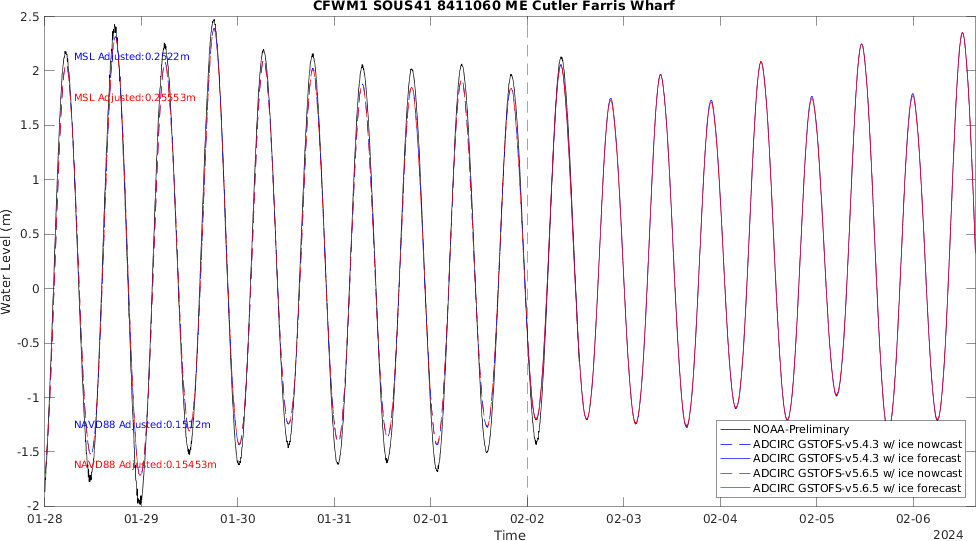 CFWM1 SOUS41 8411060 ME Cutler Farris Wharf
2.5
2
1.5
1
0.5
0
-0.5
-1
-1.5
-2
Water Level (m)
MSL Adjusted:0.2522m
MSL Adjusted:0.25553m
NAVD88 Adjusted:0.1512m
NAVD88 Adjusted:0.15453m
NOAA-Preliminary
ADCIRC GSTOFS-v5.4.3 w/ ice nowcast
ADCIRC GSTOFS-v5.4.3 w/ ice forecast
ADCIRC GSTOFS-v5.6.5 w/ ice nowcast
ADCIRC GSTOFS-v5.6.5 w/ ice forecast
01-28 01-29 01-30 01-31 02-01 02-02 02-03 02-04 02-05 02-06
Time
2024